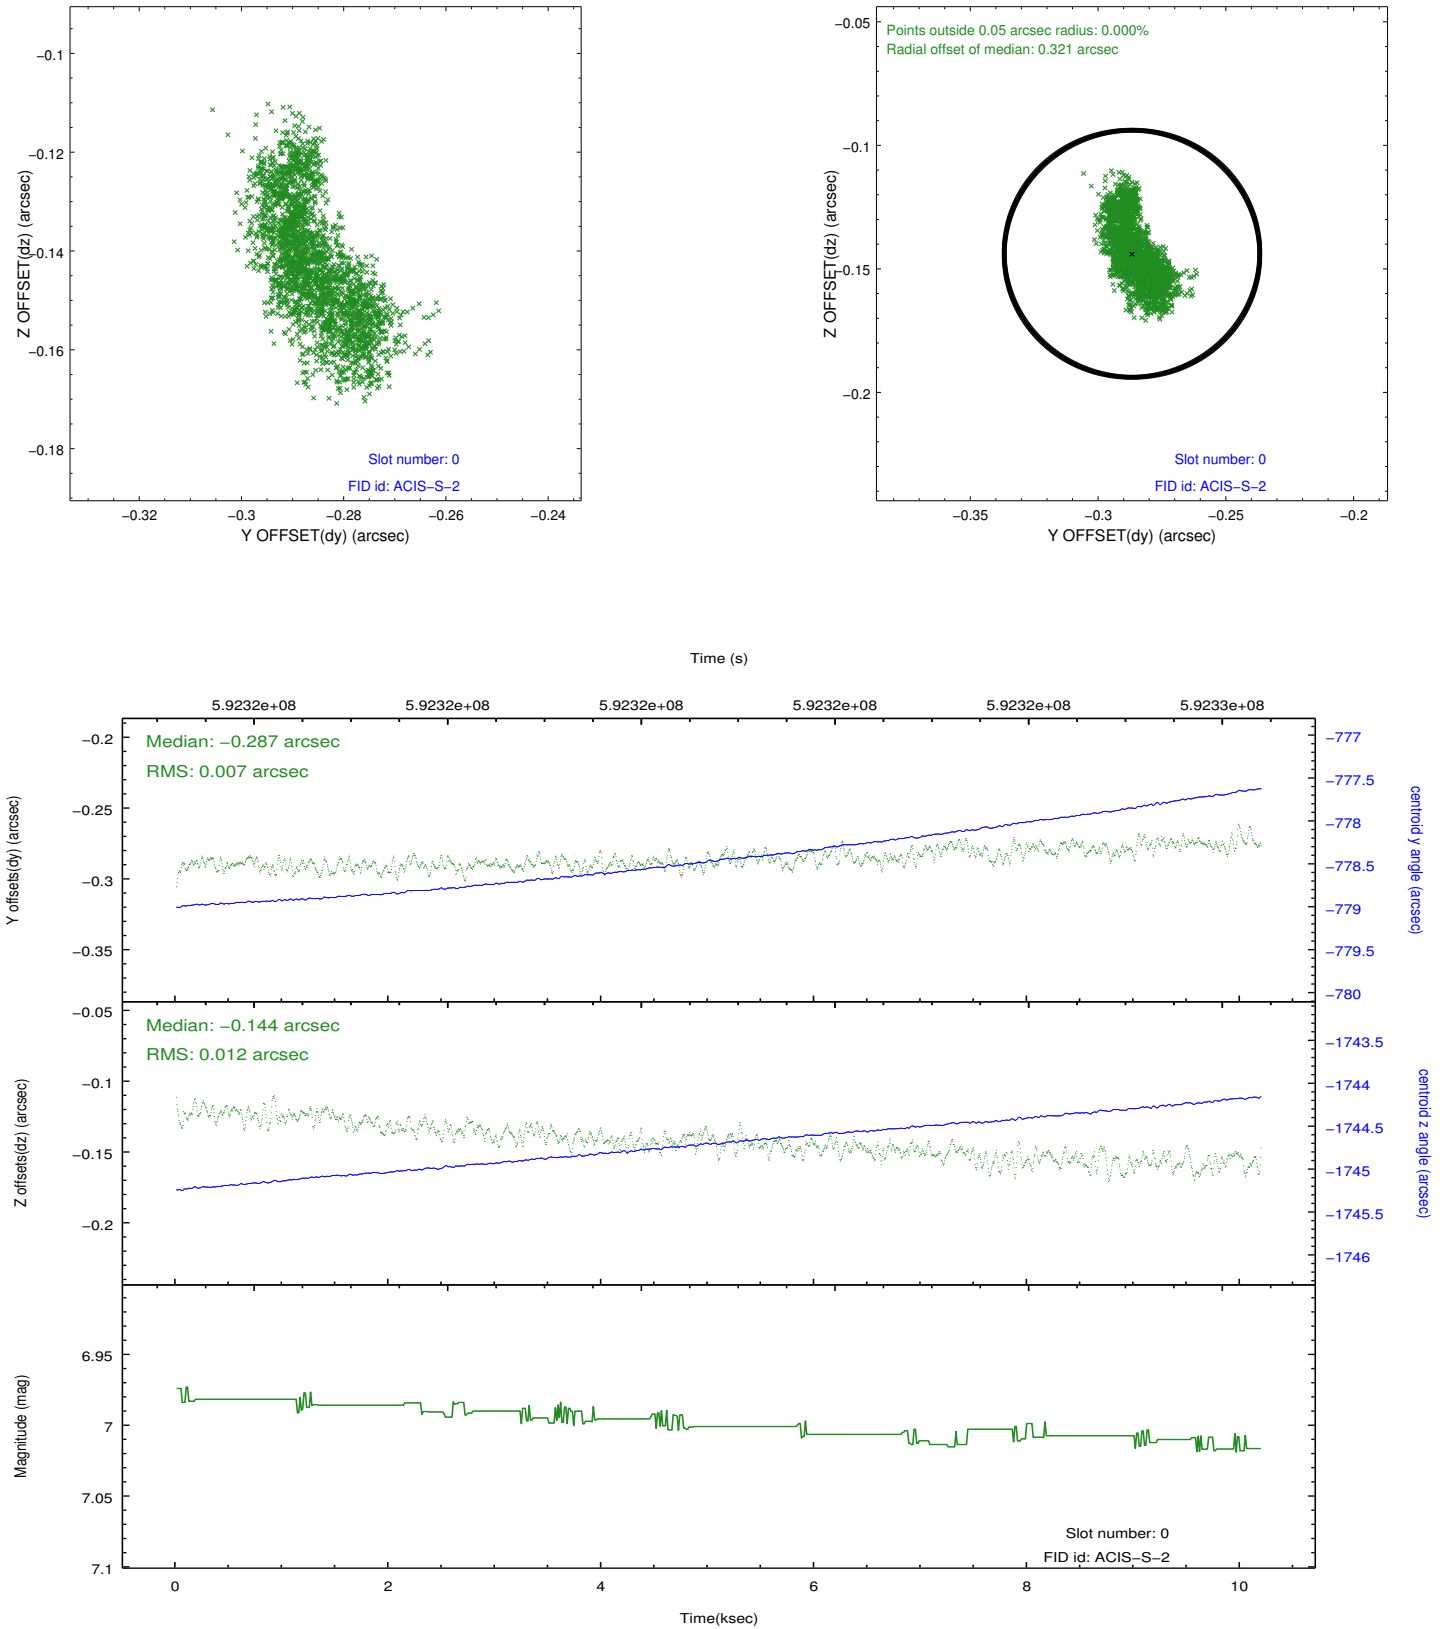 −0.1
−0.12
−0.14
−0.16
−0.18
Z OFFSET(dz) (arcsec)
Slot number: 0
FID id: ACIS−S−2
−0.32
−0.3
−0.28
−0.26
−0.24
Y OFFSET(dy) (arcsec)
Points outside 0.05 arcsec radius: 0.000%
Radial offset of median: 0.321 arcsec
−0.05
−0.1
−0.15
−0.2
Z OFFSET(dz) (arcsec)
Slot number: 0
FID id: ACIS−S−2
−0.35
−0.3
−0.25
−0.2
Y OFFSET(dy) (arcsec)
Time (s)
5.9232e+08
5.9232e+08
5.9232e+08
5.9232e+08
5.9232e+08
5.9233e+08
Median: −0.287 arcsec
RMS: 0.007 arcsec
−0.2
−0.25
−0.3
−0.35
Y offsets(dy) (arcsec)
−777
−777.5
−778
−778.5
−779
−779.5
−780
centroid y angle (arcsec)
Median: −0.144 arcsec
RMS: 0.012 arcsec
−0.05
−0.1
−0.15
−0.2
Z offsets(dz) (arcsec)
−1743.5
−1744
−1744.5
−1745
−1745.5
−1746
centroid z angle (arcsec)
6.95
7
7.05
7.1
Magnitude (mag)
Slot number: 0
FID id: ACIS−S−2
0
2
4
6
8
10
Time(ksec)